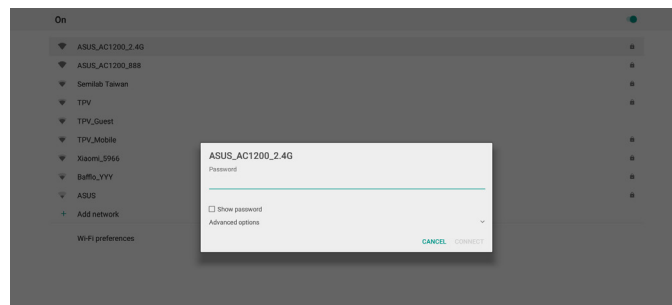 On
ASUS_AC1200_2.4G
ASUS_AC1200_888
Semilab Taiwan
TPV
TPV_Guest
TPV_Mobile
Xiaomi_5966
Baffio_YYY
ASUS
Add network
Wi-Fi preferences
ASUS_AC1200_2.4G
Password
Show password
Advanced options
CANCEL CONNECT